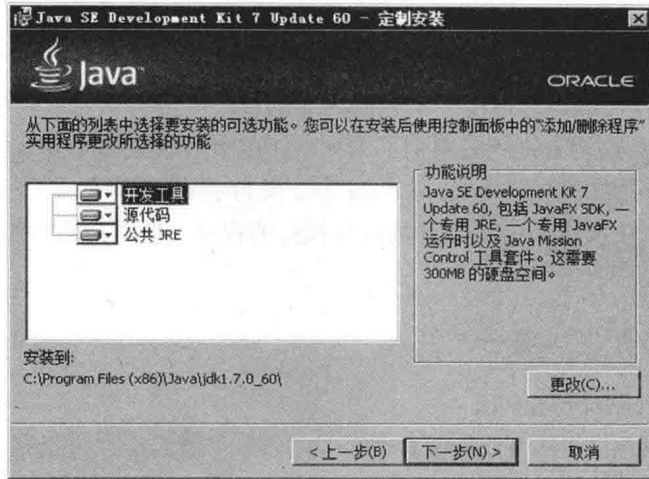 Java SE Development Kit 7 Update 60 - 定制安装
Java
ORACLE
从下面的列表中选择要安装的可选功能。您可以在安装后使用控制面板中的“添加/删除程序”
实用程序更改所选择的功能
开发工具
源代码
公共 JRE
功能说明
Java SE Development Kit 7
Update 60, 包括 JavaFX SDK, 一
个专用 JRE, 一个专用 JavaFX
运行时以及 Java Mission
Control 工具套件。这需要
300MB 的硬盘空间。
安装到:
C:\Program Files (x86)\Java\jdk1.7.0_60\
更改(C)...
<上一步(B)
下一步(N) >
取消